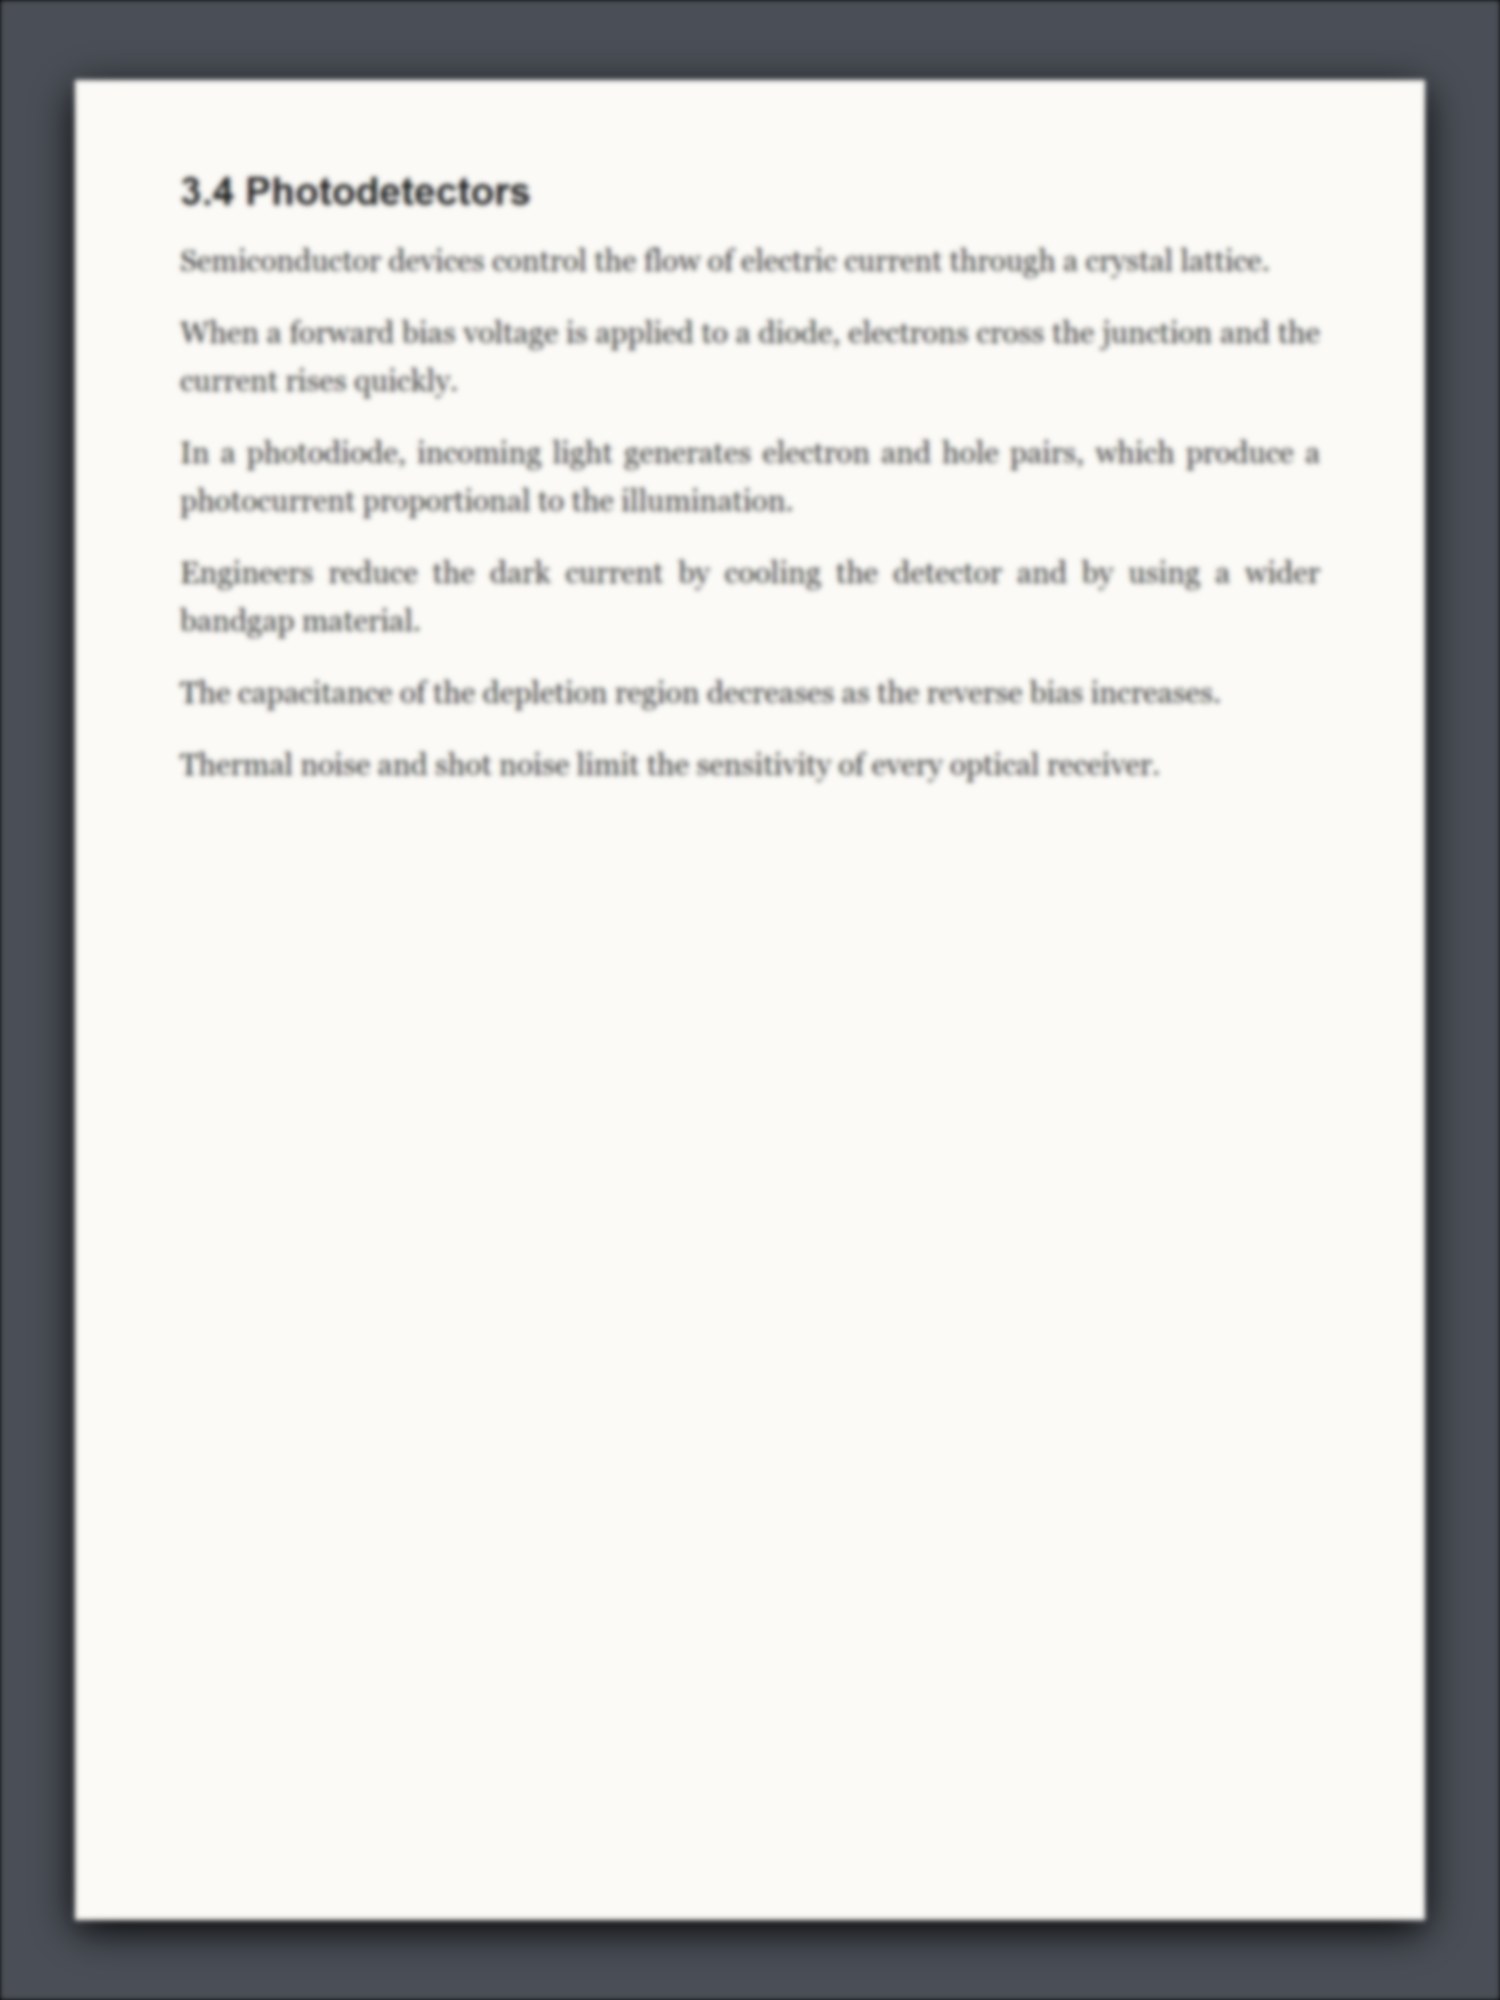 3.4 Photodetectors
Semiconductor devices control the flow of electric current through a crystal lattice.
When a forward bias voltage is applied to a diode, electrons cross the junction and the
current rises quickly.
In a photodiode, incoming light generates electron and hole pairs, which produce a
photocurrent proportional to the illumination.
Engineers reduce the dark current by cooling the detector and by using a wider
bandgap material.
The capacitance of the depletion region decreases as the reverse bias increases.
Thermal noise and shot noise limit the sensitivity of every optical receiver.